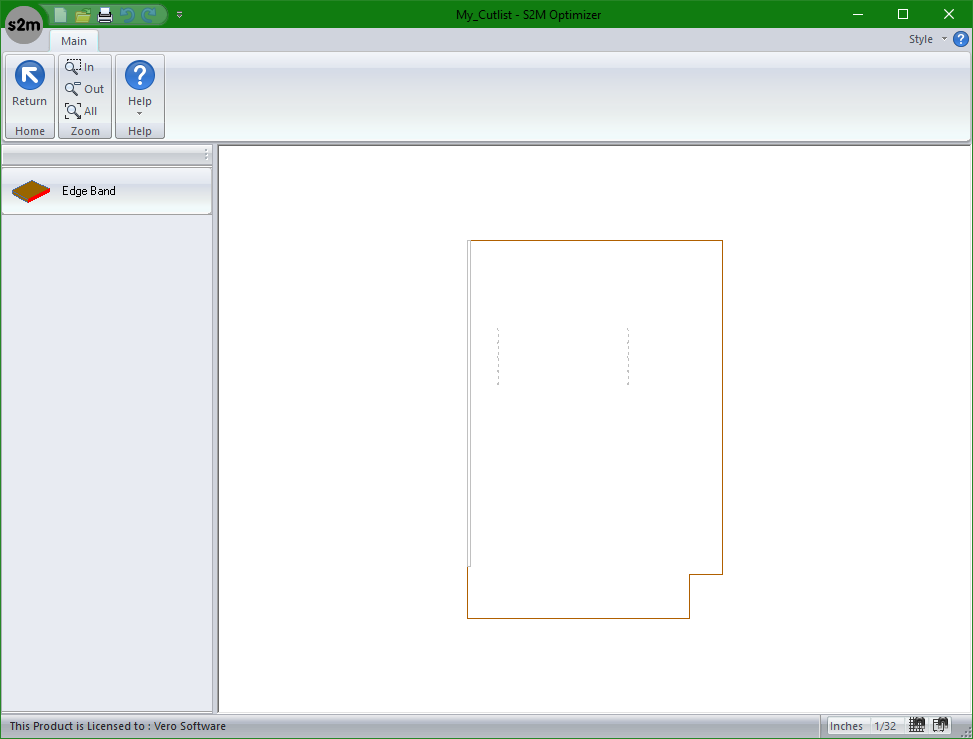 s2m
My_Cutlist - S2M Optimizer
Main
Style
Return
Home
In
Out
All
Zoom
Help
Help
Edge Band
This Product is Licensed to : Vero Software
Inches
1/32